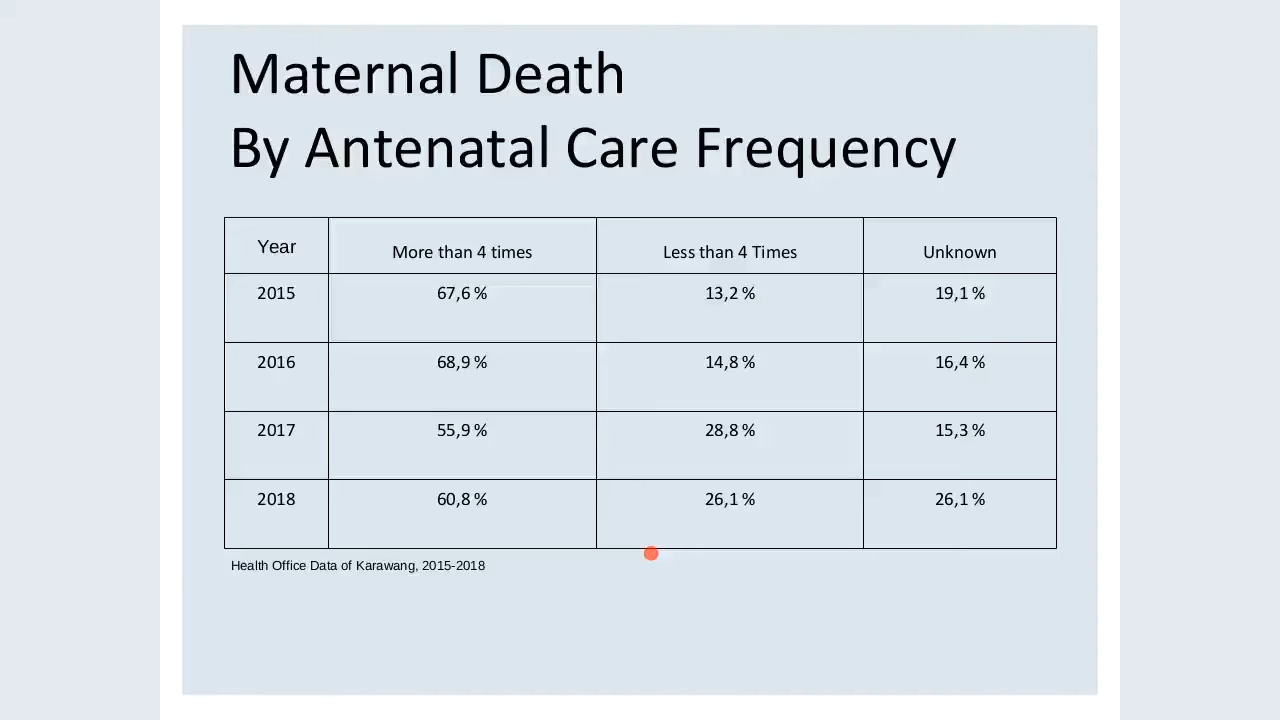 Maternal Death
By Antenatal Care Frequency
Year More than 4 times Less than 4 Times Unknown
2015 67,6 % 13,2 % 19,1 %
2016 68,9 % 14,8 % 16,4 %
2017 55,9 % 28,8 % 15,3 %
2018 60,8 % 26,1 % 26,1 %
Health Office Data of Karawang, 2015-2018